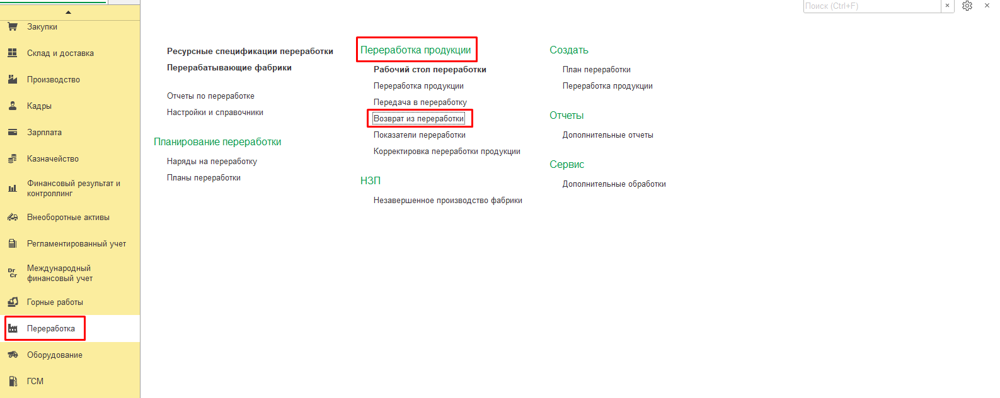 Поиск (Ctrl+F)
×
×
Закупки
Склад и доставка
Производство
Кадры
Зарплата
Казначейство
Финансовый результат и
контроллинг
Внеоборотные активы
Регламентированный учет
Dr
Cr
Международный
финансовый учет
Горные работы
Переработка
Оборудование
ГСМ
Ресурсные спецификации переработки
Перерабатывающие фабрики
Отчеты по переработке
Настройки и справочники
Планирование переработки
Наряды на переработку
Планы переработки
Переработка продукции
Рабочий стол переработки
Переработка продукции
Передача в переработку
Возврат из переработки
Показатели переработки
Корректировка переработки продукции
НЗП
Незавершенное производство фабрики
Создать
План переработки
Переработка продукции
Отчеты
Дополнительные отчеты
Сервис
Дополнительные обработки